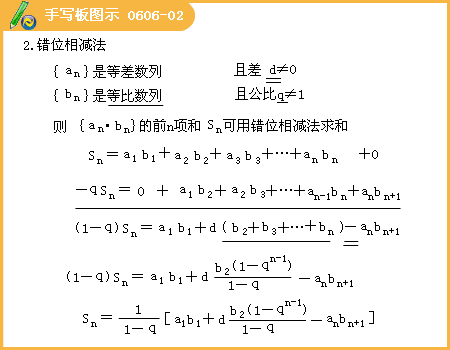 手写板图示 0606-02
2.错位相减法
{ aₙ} 是等差数列 且差 d≠0
{ bₙ} 是等比数列 且公比q≠1
则 {aₙ•bₙ}的前n项和 Sₙ可用错位相减法求和
Sₙ=a₁b₁+a₂b₂+a₃b₃+…+aₙbₙ +0
-qSₙ= 0 + a₁b₂+a₂b₃+…+aₙ₋₁bₙ+aₙbₙ₊₁
(1-q)Sₙ=a₁b₁+d(b₂+b₃+…+bₙ)-aₙbₙ₊₁
(1-q)Sₙ=a₁b₁+d b₂(1-qⁿ⁻¹)/1-q -aₙbₙ₊₁
Sₙ= 1/1-q [a₁b₁+d b₂(1-qⁿ⁻¹)/1-q -aₙbₙ₊₁]